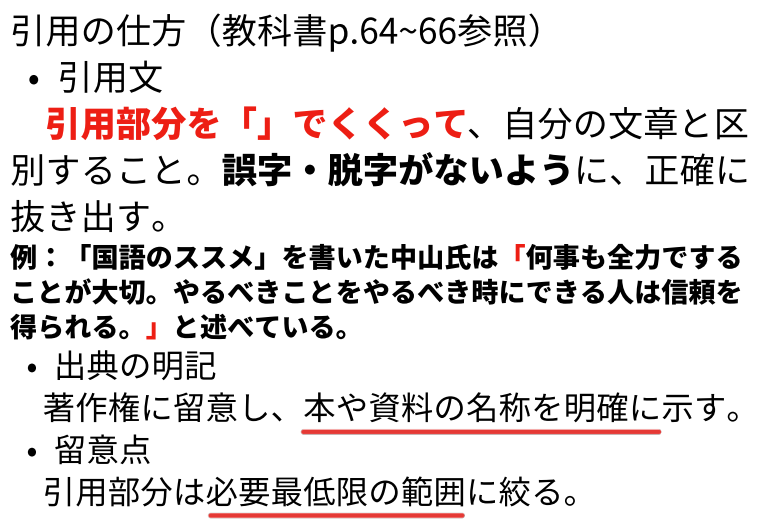 引用の仕方（教科書p.64~66参照）
・引用文
引用部分を「」でくくって、自分の文章と区
別すること。誤字・脱字がないように、正確に
抜き出す。
例：「国語のススメ」を書いた中山氏は「何事も全力でする
ことが大切。やるべきことをやるべき時にできる人は信頼を
得られる。」と述べている。
・出典の明記
著作権に留意し、本や資料の名称を明確に示す。
・留意点
引用部分は必要最低限の範囲に絞る。